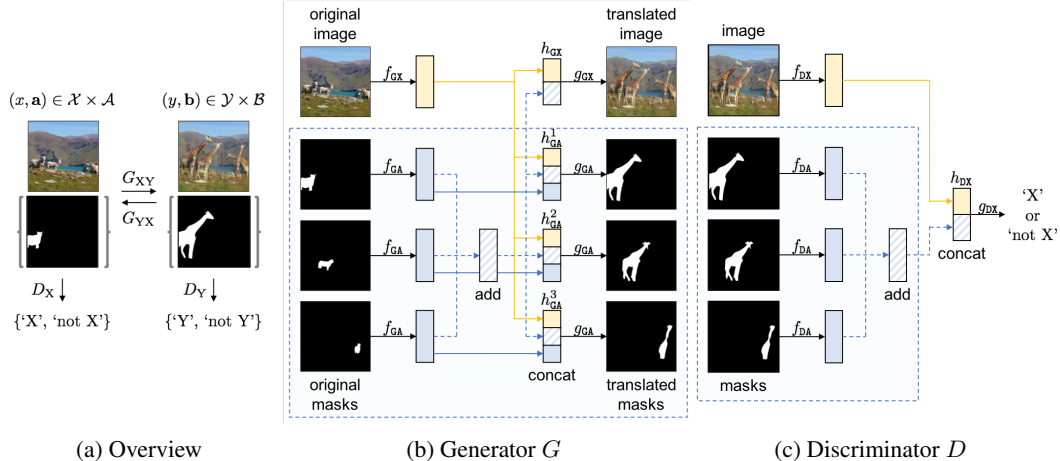 (x, a) ∈ 𝒳 × 𝒜
(y, b) ∈ 𝒴 × ℬ
G_XY
G_YX
D_X
D_Y
{‘X’, ‘not X’}
{‘Y’, ‘not Y’}
(a) Overview
original
image
translated
image
f_GX
h_GX
g_GX
f_GA
h¹_GA
g_GA
f_GA
h²_GA
g_GA
add
f_GA
h³_GA
g_GA
original
masks
concat
translated
masks
(b) Generator G
image
f_DX
f_DA
h_DX
g_DX
‘X’
or
‘not X’
concat
f_DA
add
f_DA
masks
(c) Discriminator D